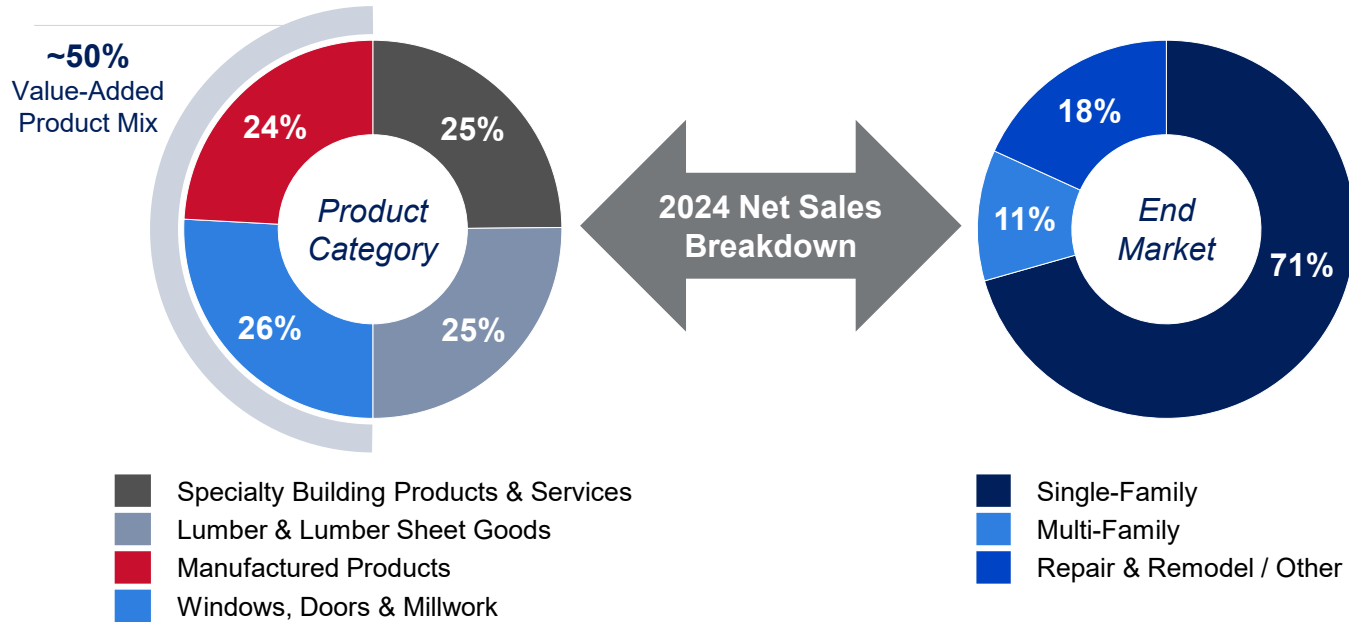 ~50%
Value-Added
Product Mix
24%
25%
26%
25%
Product
Category
2024 Net Sales
Breakdown
18%
11%
71%
End
Market
Specialty Building Products & Services
Lumber & Lumber Sheet Goods
Manufactured Products
Windows, Doors & Millwork
Single-Family
Multi-Family
Repair & Remodel / Other